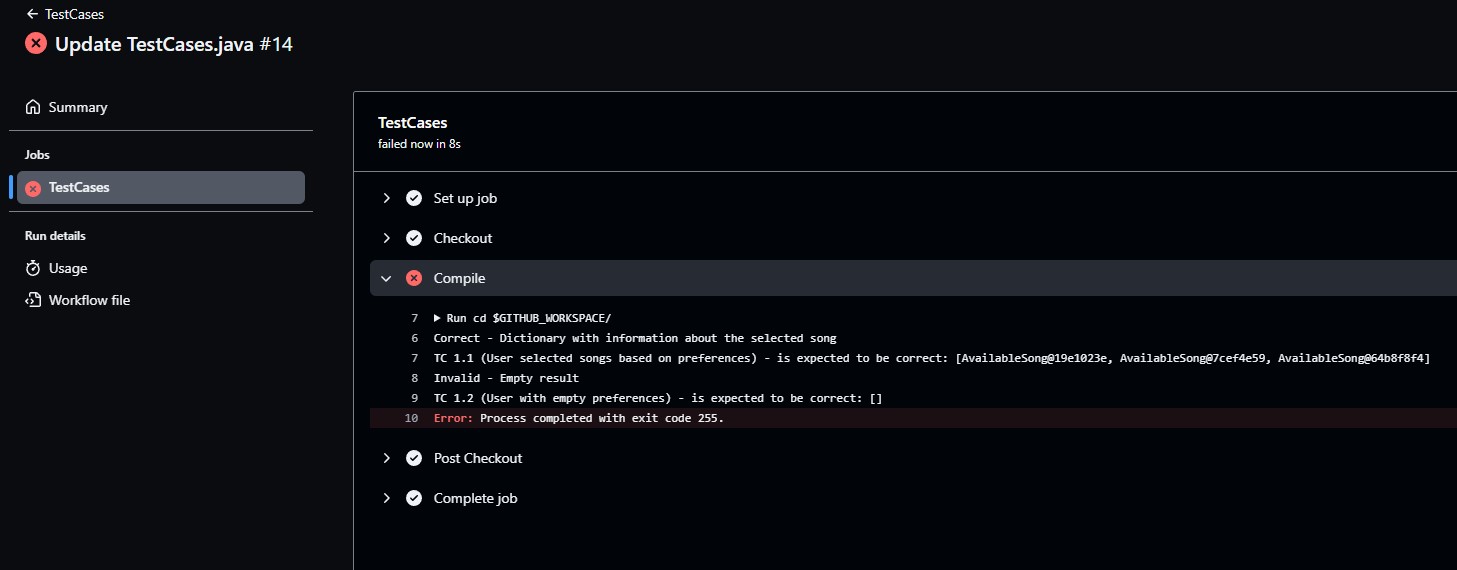 TestCases
Update TestCases.java #14
Summary
Jobs
TestCases
Run details
Usage
Workflow file
TestCases
failed now in 8s
Set up job
Checkout
Compile
7 Run cd $GITHUB_WORKSPACE/
6 Correct - Dictionary with information about the selected song
7 TC 1.1 (User selected songs based on preferences) - is expected to be correct: [AvailableSong@19e1023e, AvailableSong@7cef4e59, AvailableSong@64b8f8f4]
8 Invalid - Empty result
9 TC 1.2 (User with empty preferences) - is expected to be correct: []
10 Error: Process completed with exit code 255.
Post Checkout
Complete job